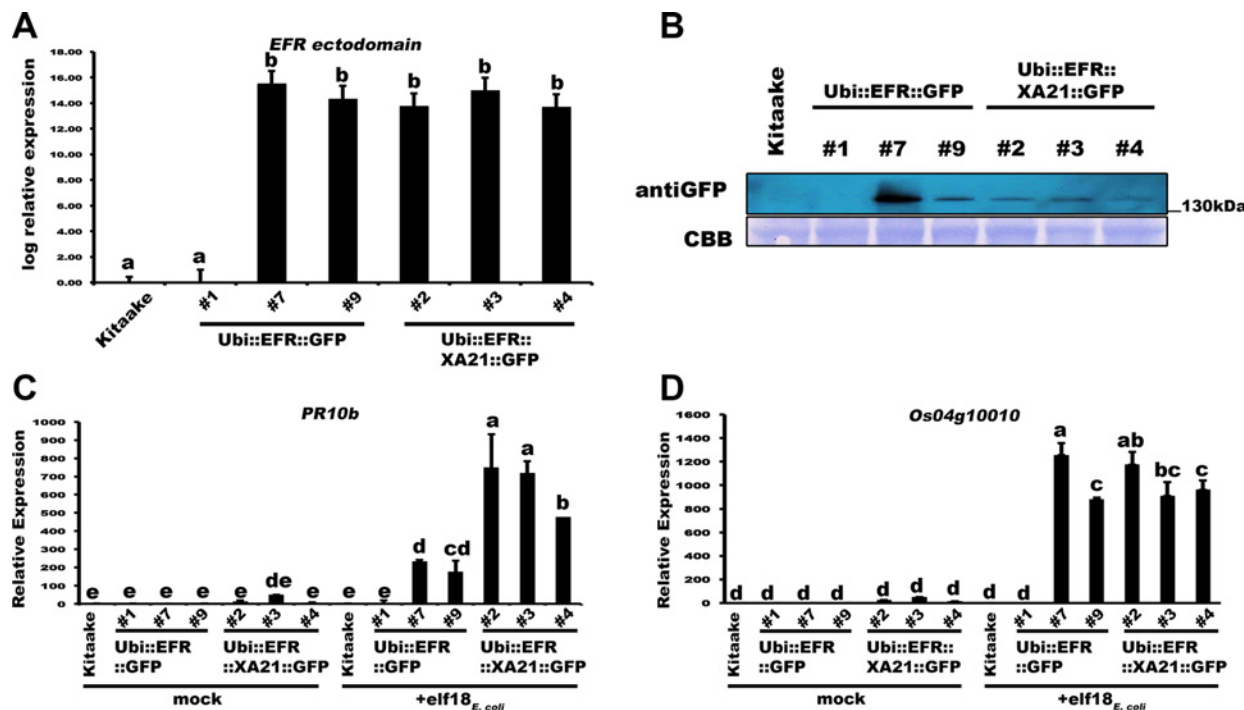 A
EFR ectodomain
log relative expression
18.00
16.00
14.00
12.00
10.00
8.00
6.00
4.00
2.00
0.00
a a b b b b b
Kitaake #1 #7 #9 #2 #3 #4
Ubi::EFR::GFP
Ubi::EFR::
XA21::GFP
B
Kitaake
Ubi::EFR::GFP
Ubi::EFR::
XA21::GFP
#1 #7 #9 #2 #3 #4
antiGFP
130kDa
CBB
C
PR10b
Relative Expression
1000
900
800
700
600
500
400
300
200
100
0
e e e e e de e e e d cd a a b
Kitaake #1 #7 #9 #2 #3 #4 Kitaake #1 #7 #9 #2 #3 #4
Ubi::EFR
::GFP
Ubi::EFR
::XA21::GFP
Ubi::EFR
::GFP
Ubi::EFR
::XA21::GFP
mock
+elf18E. coli
D
Os04g10010
Relative Expression
1600
1400
1200
1000
800
600
400
200
0
d d d d d d d d d a c ab bc c
Kitaake #1 #7 #9 #2 #3 #4 Kitaake #1 #7 #9 #2 #3 #4
Ubi::EFR
::GFP
Ubi::EFR::
XA21::GFP
Ubi::EFR
::GFP
Ubi::EFR
::XA21::GFP
mock
+elf18E. coli